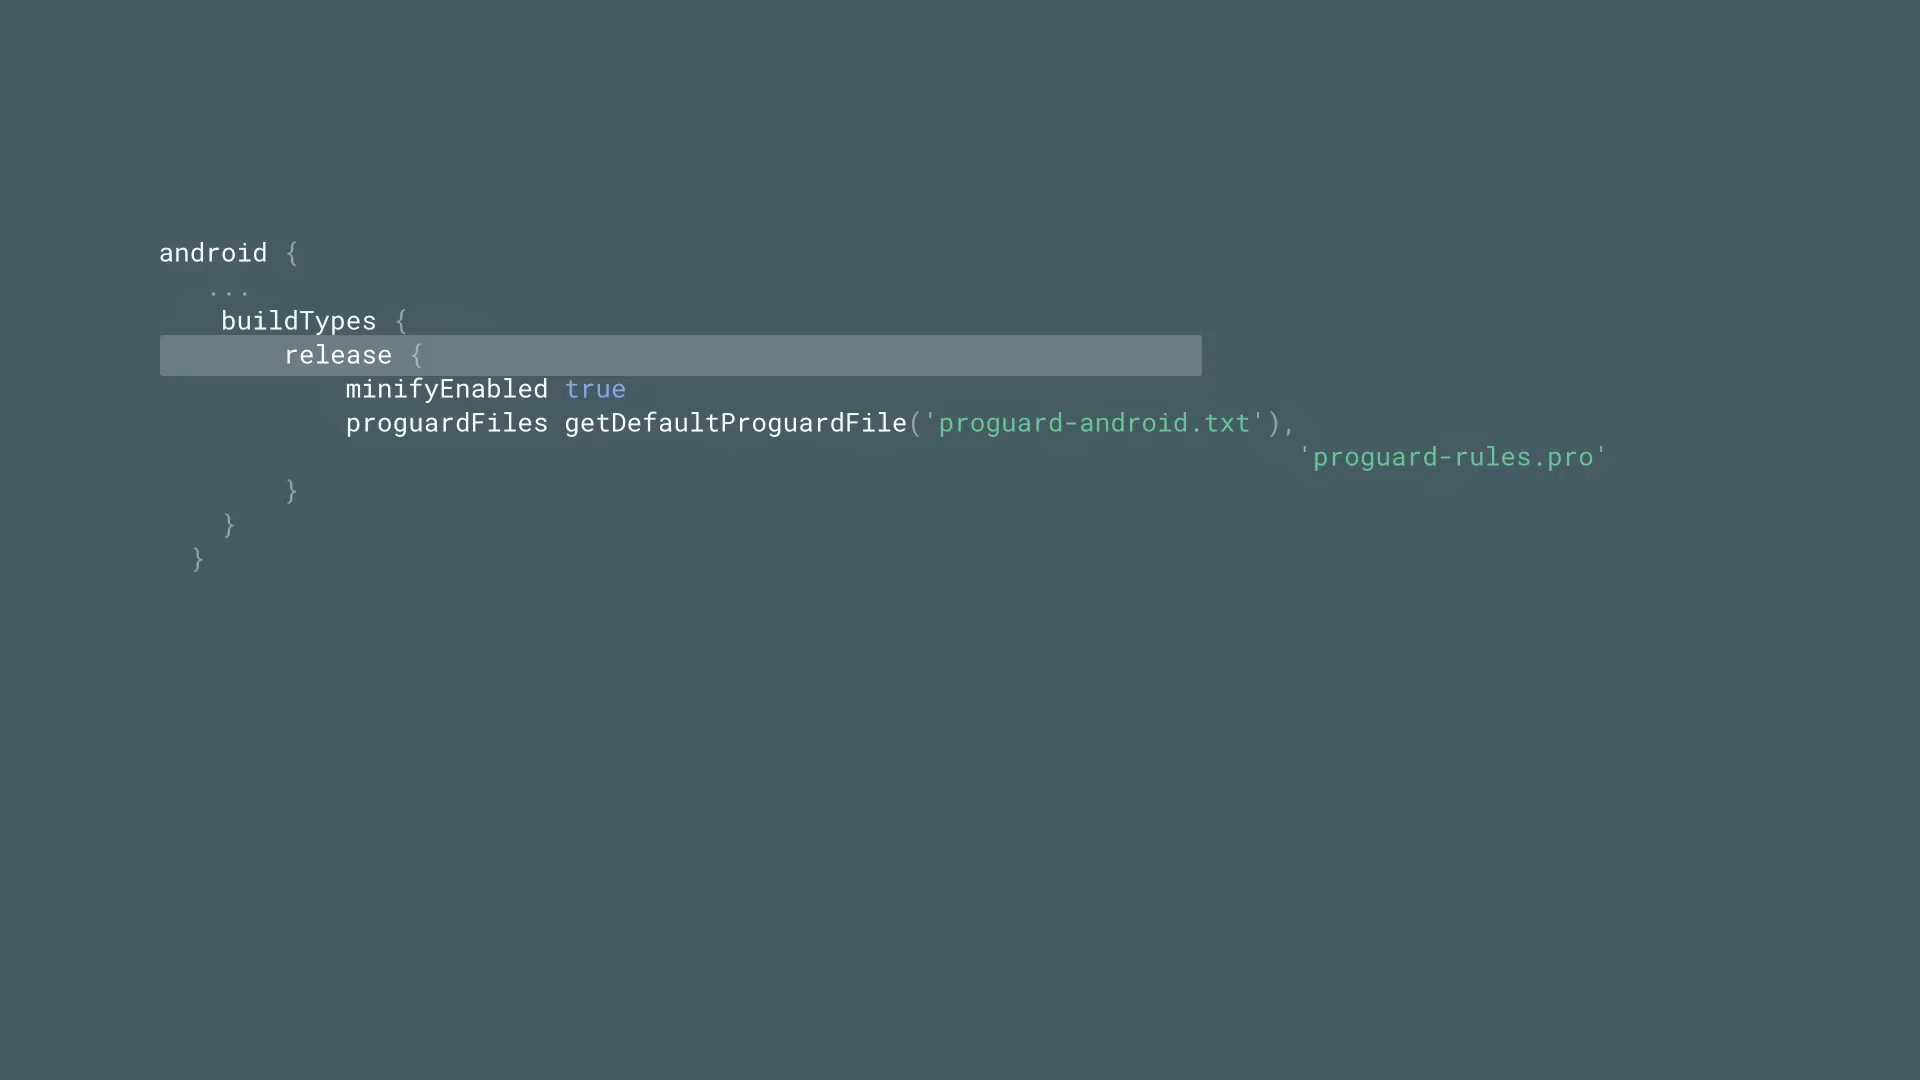 android {
...
buildTypes {
release {
minifyEnabled true
proguardFiles getDefaultProguardFile('proguard-android.txt'),
'proguard-rules.pro'
}
}
}